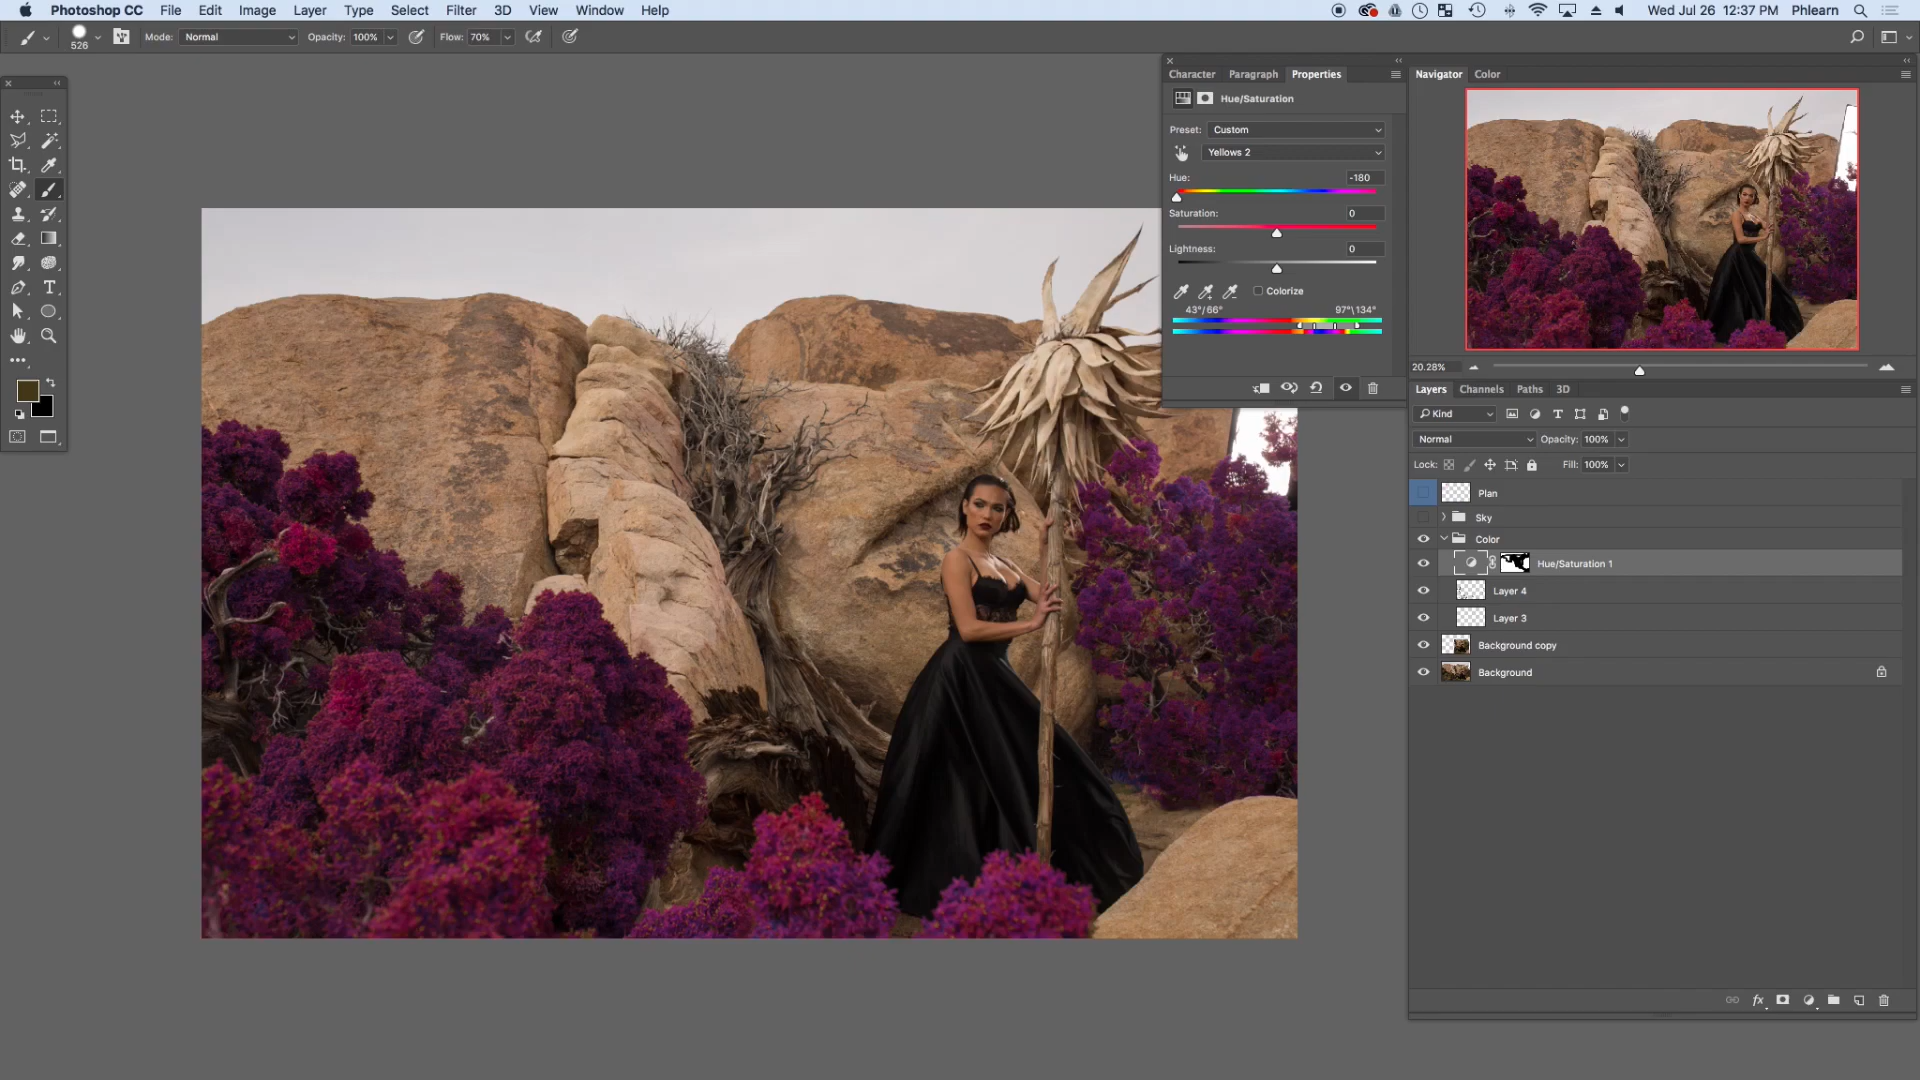 Photoshop CC File Edit Image Layer Type Select Filter 3D View Window Help Wed Jul 26 12:37 PM Phlearn
526 Mode: Normal Opacity: 100% Flow: 70%
Character Paragraph Properties
Hue/Saturation
Preset: Custom
Yellows 2
Hue: -180
Saturation: 0
Lightness: 0
Colorize
43°/66° 97°\134°
Navigator Color
20.28%
Layers Channels Paths 3D
Kind
Normal Opacity: 100%
Lock: Fill: 100%
Plan
Sky
Color
Hue/Saturation 1
Layer 4
Layer 3
Background copy
Background
fx